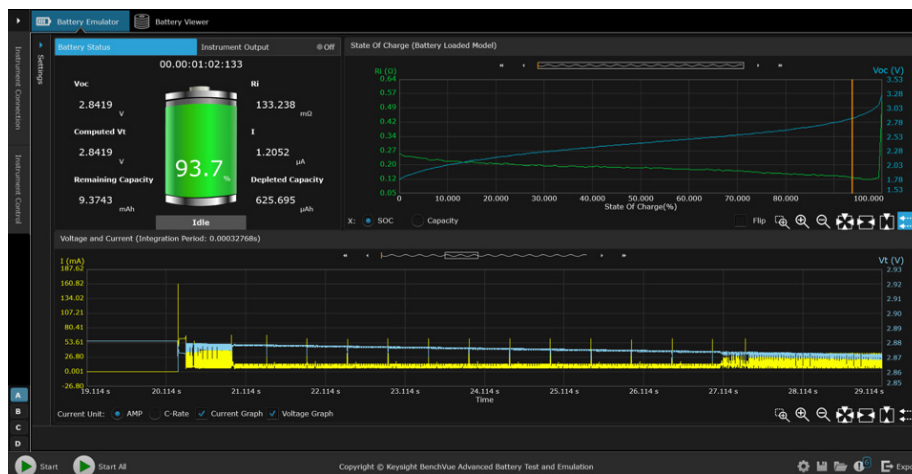 Battery Emulator
Battery Viewer
Instrument Connection
Instrument Control
Settings
Battery Status
Instrument Output
Off
00.00:01:02:133
Voc
2.8419 V
Ri
133.238 mΩ
Computed Vt
2.8419 V
I
1.2052 µA
Remaining Capacity
9.3743 mAh
Depleted Capacity
625.695 µAh
93.7 %
Idle
State Of Charge (Battery Loaded Model)
Ri (Ω)
Voc (V)
0.64
0.57
0.49
0.42
0.34
0.27
0.20
0.12
0.05
3.53
3.28
3.03
2.78
2.53
2.28
2.03
1.78
1.53
0 10.000 20.000 30.000 40.000 50.000 60.000 70.000 80.000 90.000 100.000
State Of Charge(%)
X: SOC Capacity
Flip
Voltage and Current (Integration Period: 0.00032768s)
I (mA)
Vt (V)
187.62
160.82
134.02
107.21
80.41
53.61
26.80
0.001
-26.80
2.93
2.92
2.91
2.90
2.89
2.88
2.87
2.86
2.85
19.114 s 20.114 s 21.114 s 22.114 s 23.114 s 24.114 s 25.114 s 26.114 s 27.114 s 28.114 s 29.114 s
Time
Current Unit: AMP C-Rate Current Graph Voltage Graph
A
B
C
D
Start
Start All
Copyright © Keysight BenchVue Advanced Battery Test and Emulation
Expo